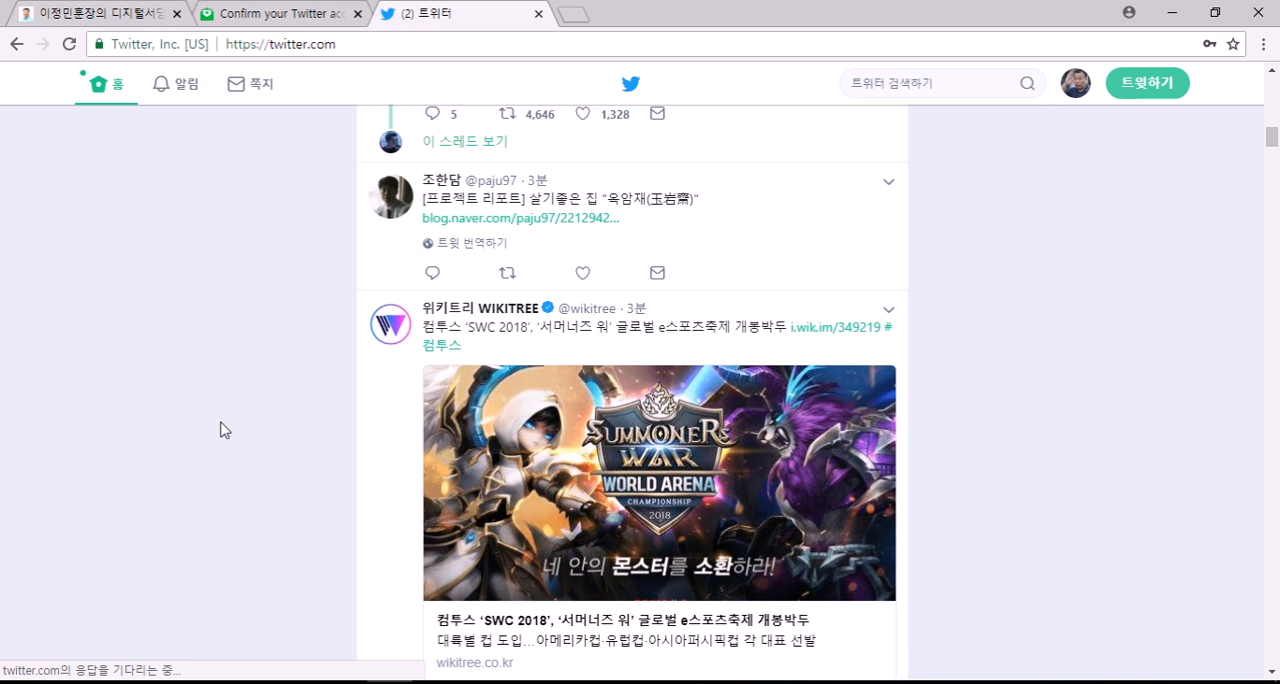 이정민훈장의 디지털서당
Confirm your Twitter acc
(2) 트위터
Twitter, Inc. [US] | https://twitter.com
홈 알림 쪽지 트위터 검색하기 트윗하기
5 4,646 1,328
이 스레드 보기
조한담 @paju97 · 3분
[프로젝트 리포트] 살기좋은 집 "옥암재(玉岩齋)"
blog.naver.com/paju97/2212942...
트윗 번역하기
위키트리 WIKITREE @wikitree · 3분
컴투스 ‘SWC 2018’, ‘서머너즈 워’ 글로벌 e스포츠축제 개봉박두 i.wik.im/349219 #
컴투스
SUMMONERS
WAR
WORLD ARENA
CHAMPIONSHIP
2018
네 안의 몬스터를 소환하라!
컴투스 ‘SWC 2018’, ‘서머너즈 워’ 글로벌 e스포츠축제 개봉박두
대륙별 컵 도입…아메리카컵·유럽컵·아시아퍼시픽컵 각 대표 선발
wikitree.co.kr
twitter.com의 응답을 기다리는 중...